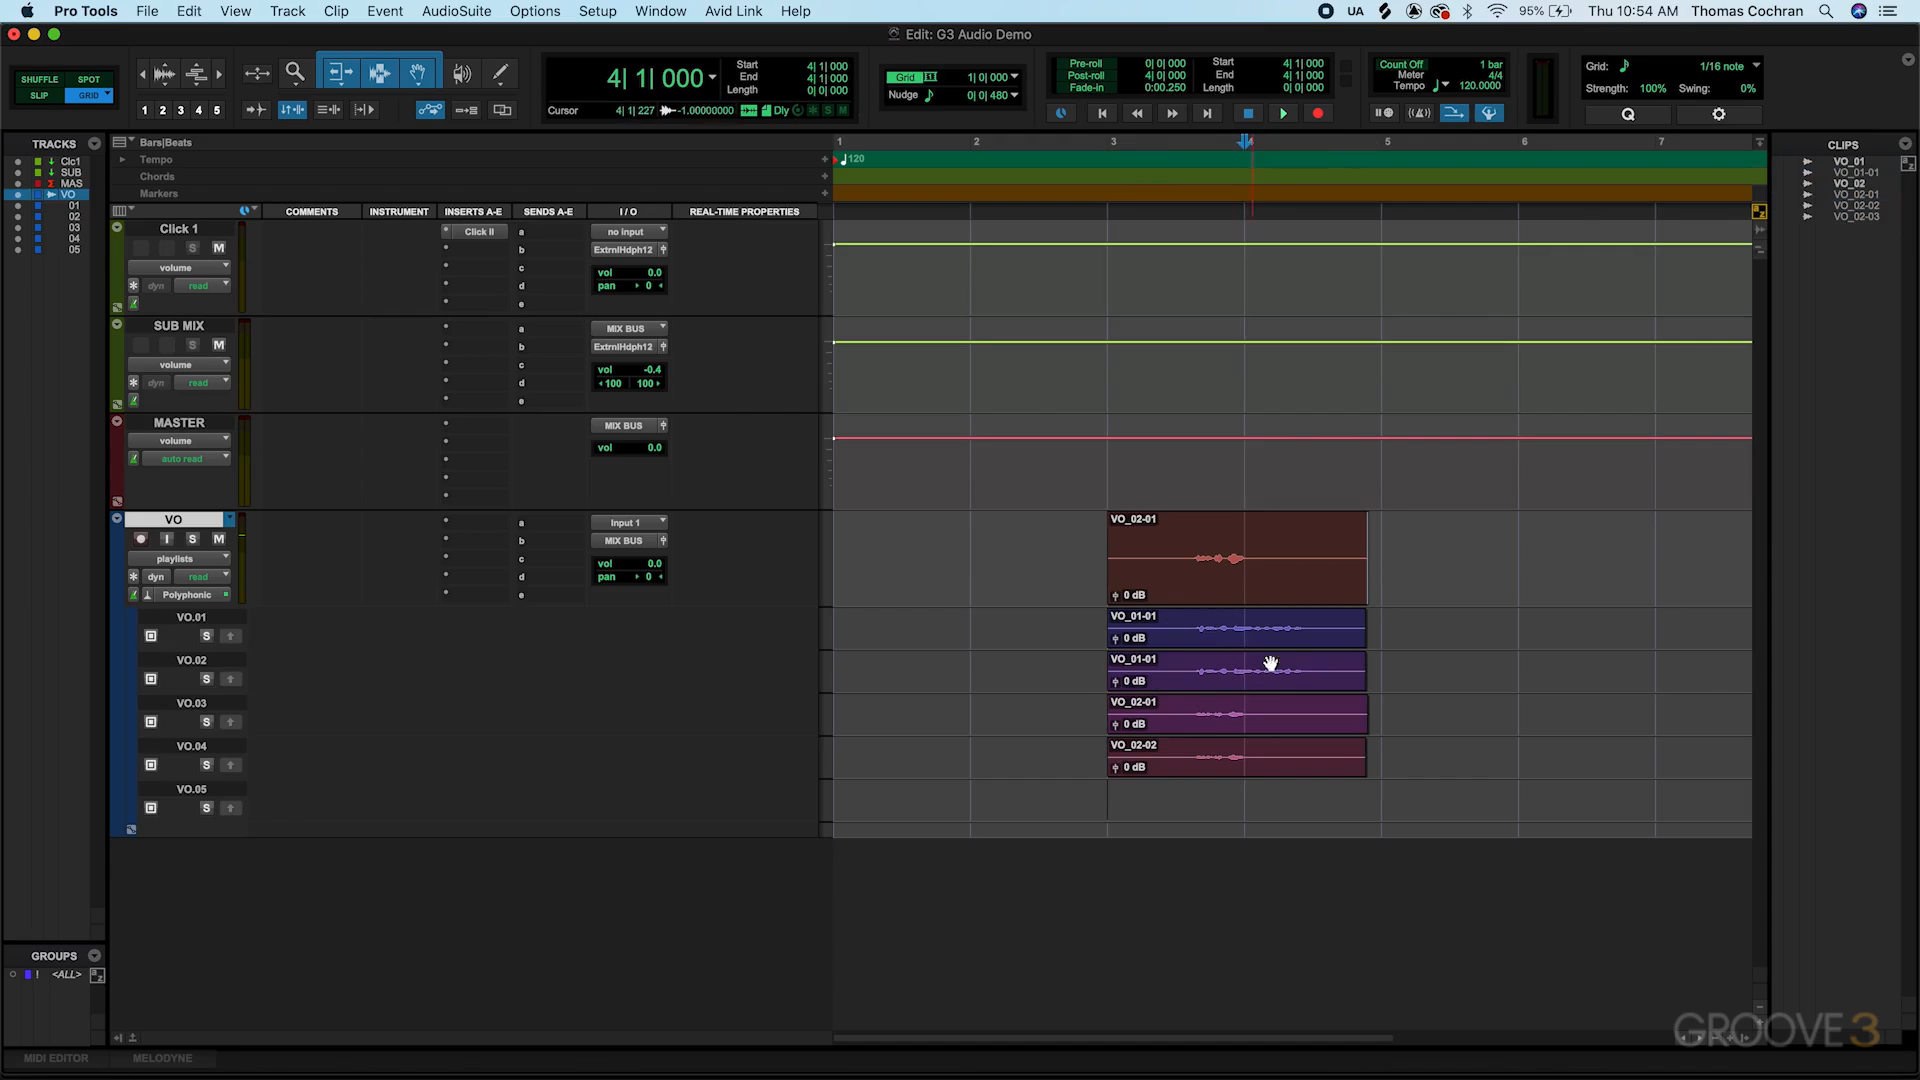 Pro Tools File Edit View Track Clip Event AudioSuite Options Setup Window Avid Link Help UA 95% Thu 10:54 AM Thomas Cochran
Edit: G3 Audio Demo
SHUFFLE SPOT
SLIP GRID
1 2 3 4 5
4| 1| 000
Start 4| 1| 000
End 4| 1| 000
Length 0| 0| 000
Cursor 4| 1| 227 -1.00000000 Dly S M
Grid 1| 0| 000
Nudge 0| 0| 480
Pre-roll 0| 0| 000
Post-roll 4| 0| 000
Fade-in 0:00.250
Start 4| 1| 000
End 4| 1| 000
Length 0| 0| 000
Count Off 1 bar
Meter 4/4
Tempo 120.0000
Grid: 1/16 note
Strength: 100% Swing: 0%
Q
TRACKS
Clc1
SUB
MAS
VO
01
02
03
04
05
Bars|Beats
Tempo
Chords
Markers
1 2 3 4 5 6 7
120
COMMENTS INSTRUMENT INSERTS A-E SENDS A-E I / O REAL-TIME PROPERTIES
Click 1
S M
volume
dyn read
Click II
a
b
c
d
e
no input
ExtrnlHdph12
vol 0.0
pan 0
SUB MIX
S M
volume
dyn read
a
b
c
d
e
MIX BUS
ExtrnlHdph12
vol -0.4
100 100
MASTER
volume
auto read
MIX BUS
vol 0.0
VO
I S M
playlists
dyn read
Polyphonic
a
b
c
d
e
Input 1
MIX BUS
vol 0.0
pan 0
VO_02-01
0 dB
VO.01
S
VO_01-01
0 dB
VO.02
S
VO_01-01
0 dB
VO.03
S
VO_02-01
0 dB
VO.04
S
VO_02-02
0 dB
VO.05
S
CLIPS
VO_01
VO_01-01
VO_02
VO_02-01
VO_02-02
VO_02-03
GROUPS
! <ALL>
MIDI EDITOR MELODYNE
GROOVE 3